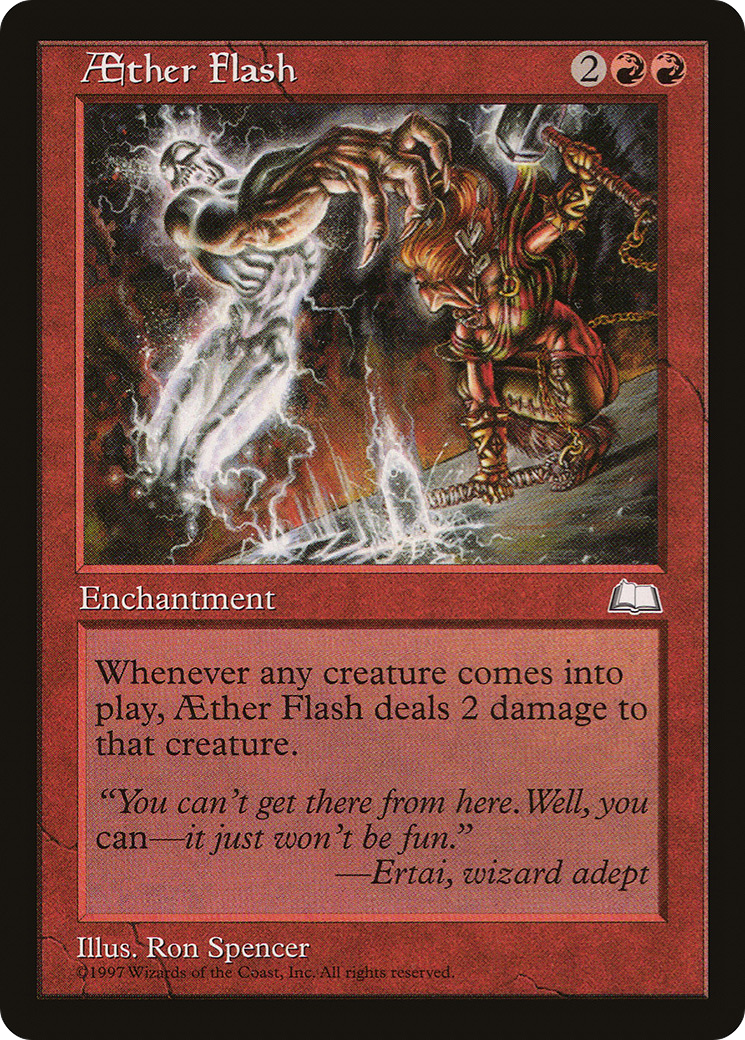 Æther Flash
2
Enchantment
Whenever any creature comes into
play, Æther Flash deals 2 damage to
that creature.
“You can’t get there from here. Well, you
can—it just won’t be fun.”
—Ertai, wizard adept
Illus. Ron Spencer
©1997 Wizards of the Coast, Inc. All rights reserved.